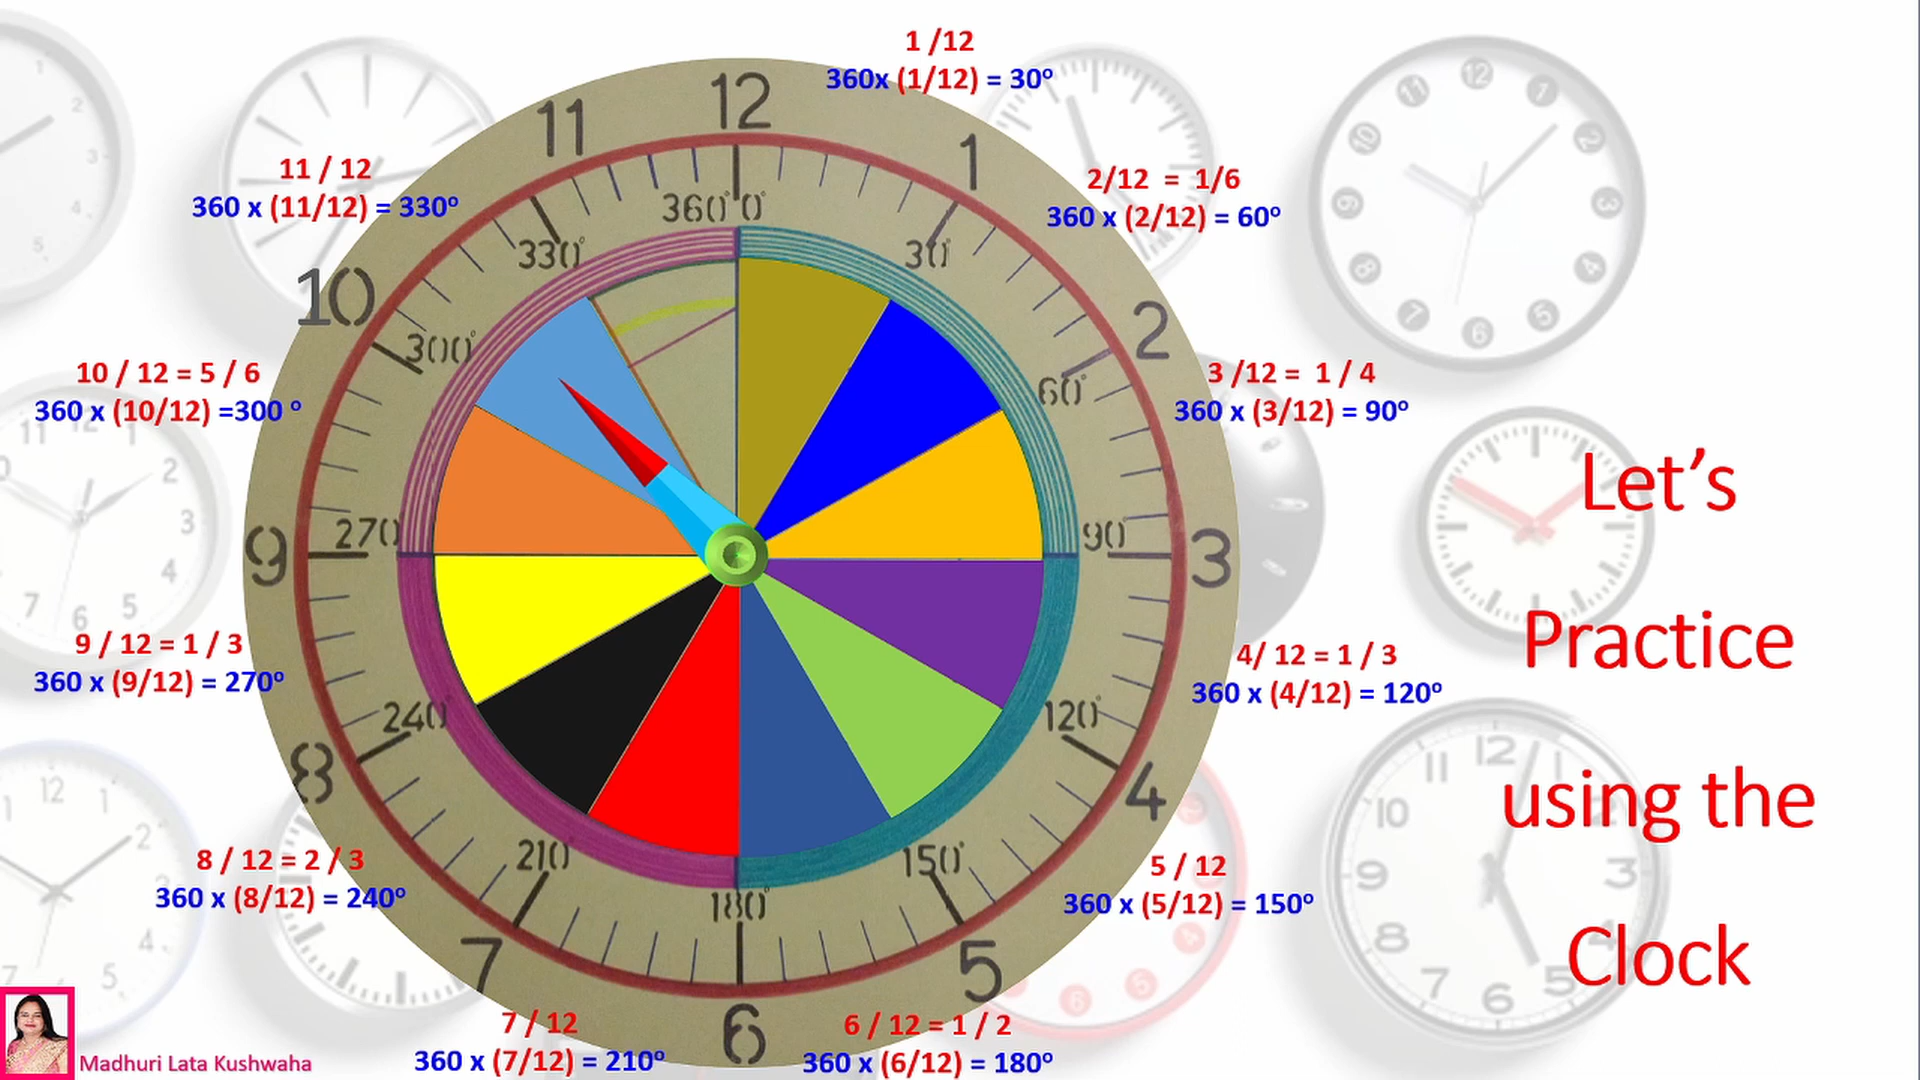 1 /12
360x (1/12) = 30º
2/12 = 1/6
360 x (2/12) = 60º
3 /12 = 1 / 4
360 x (3/12) = 90º
4/ 12 = 1 / 3
360 x (4/12) = 120º
5 / 12
360 x (5/12) = 150º
6 / 12 = 1 / 2
360 x (6/12) = 180º
7 / 12
360 x (7/12) = 210º
8 / 12 = 2 / 3
360 x (8/12) = 240º
9 / 12 = 1 / 3
360 x (9/12) = 270º
10 / 12 = 5 / 6
360 x (10/12) =300 º
11 / 12
360 x (11/12) = 330º
12
1
2
3
4
5
6
7
8
9
10
11
360° 0°
30°
60°
90°
120°
150°
180°
210°
240°
270°
300°
330°
Let’s
Practice
using the
Clock
Madhuri Lata Kushwaha